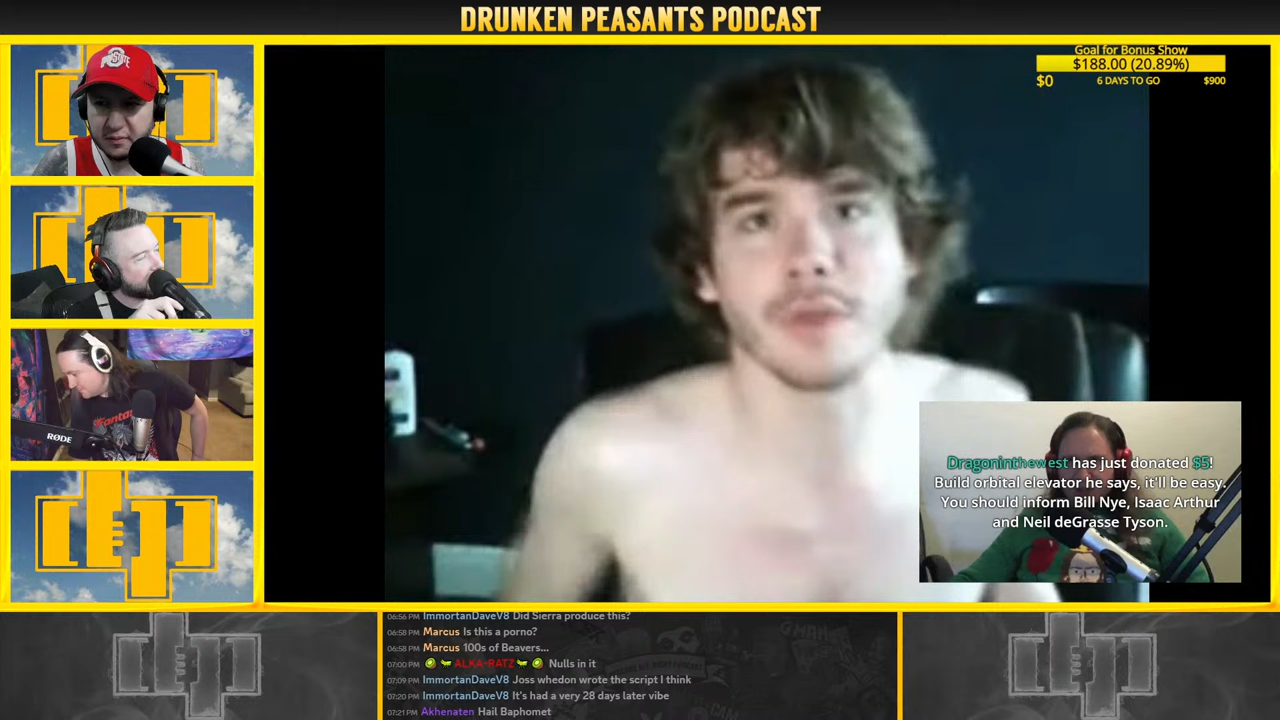 DRUNKEN PEASANTS PODCAST
Goal for Bonus Show
$188.00 (20.89%)
$0 6 DAYS TO GO $900
RØDE
Dragoninthewest has just donated $5!
Build orbital elevator he says, it'll be easy.
You should inform Bill Nye, Isaac Arthur
and Neil deGrasse Tyson.
06:56 PM ImmortanDaveV8 Did Sierra produce this?
06:58 PM Marcus Is this a porno?
06:58 PM Marcus 100s of Beavers...
07:00 PM ALKA-RATZ Nulls in it
07:09 PM ImmortanDaveV8 Joss whedon wrote the script I think
07:20 PM ImmortanDaveV8 It's had a very 28 days later vibe
07:21 PM Akhenaten Hail Baphomet